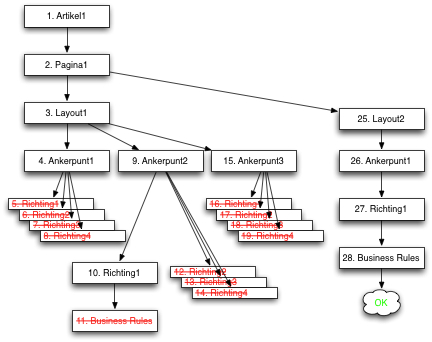 1. Artikel1
2. Pagina1
3. Layout1
25. Layout2
4. Ankerpunt1
9. Ankerpunt2
15. Ankerpunt3
26. Ankerpunt1
5. Richting1
6. Richting2
7. Richting3
8. Richting4
16. Richting1
17. Richting2
18. Richting3
19. Richting4
27. Richting1
10. Richting1
12. Richting2
13. Richting3
14. Richting4
28. Business Rules
11. Business Rules
OK